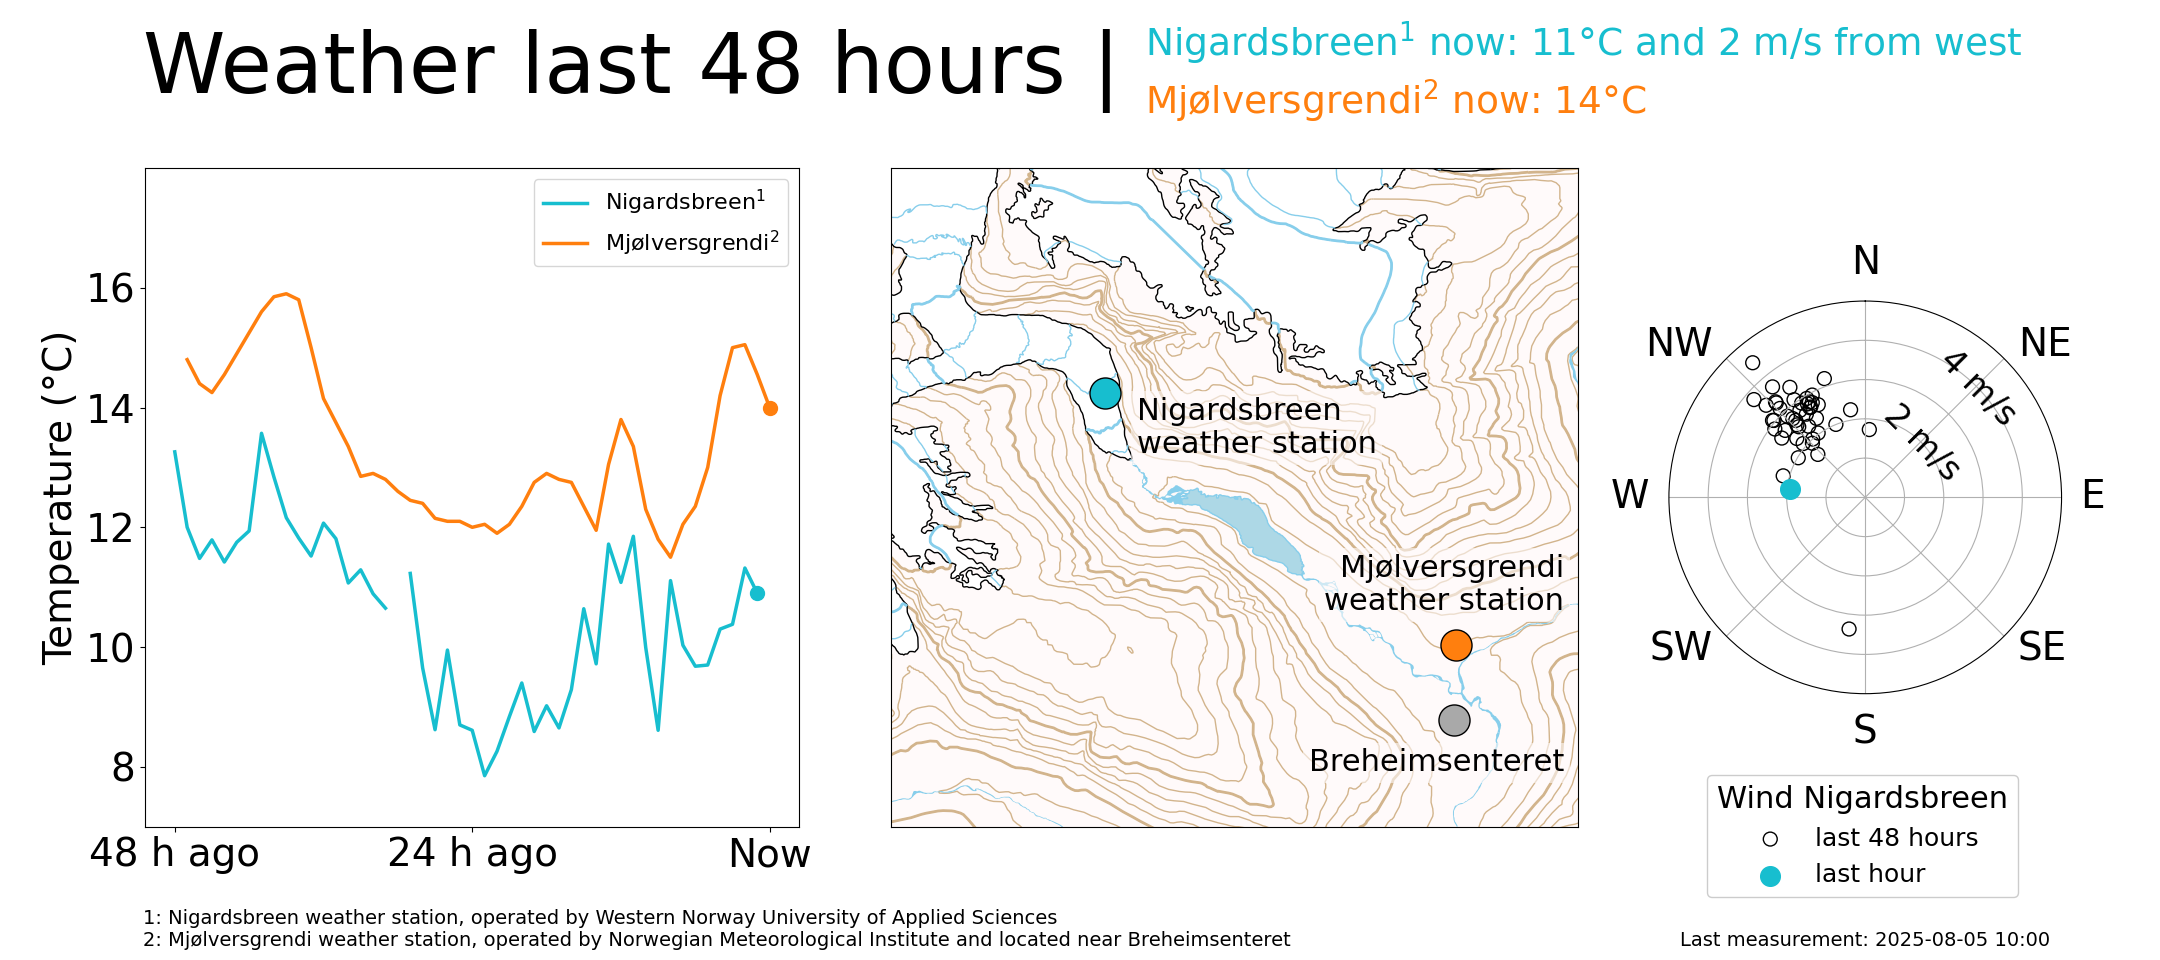 Weather last 48 hours |
Nigardsbreen¹ now: 11°C and 2 m/s from west
Mjølversgrendi² now: 14°C
Nigardsbreen¹
Mjølversgrendi²
Temperature (°C)
16
14
12
10
8
48 h ago
24 h ago
Now
Nigardsbreen
weather station
Mjølversgrendi
weather station
Breheimsenteret
N
NW
NE
4 m/s
2 m/s
W
E
SW
SE
S
Wind Nigardsbreen
last 48 hours
last hour
1: Nigardsbreen weather station, operated by Western Norway University of Applied Sciences
2: Mjølversgrendi weather station, operated by Norwegian Meteorological Institute and located near Breheimsenteret
Last measurement: 2025-08-05 10:00